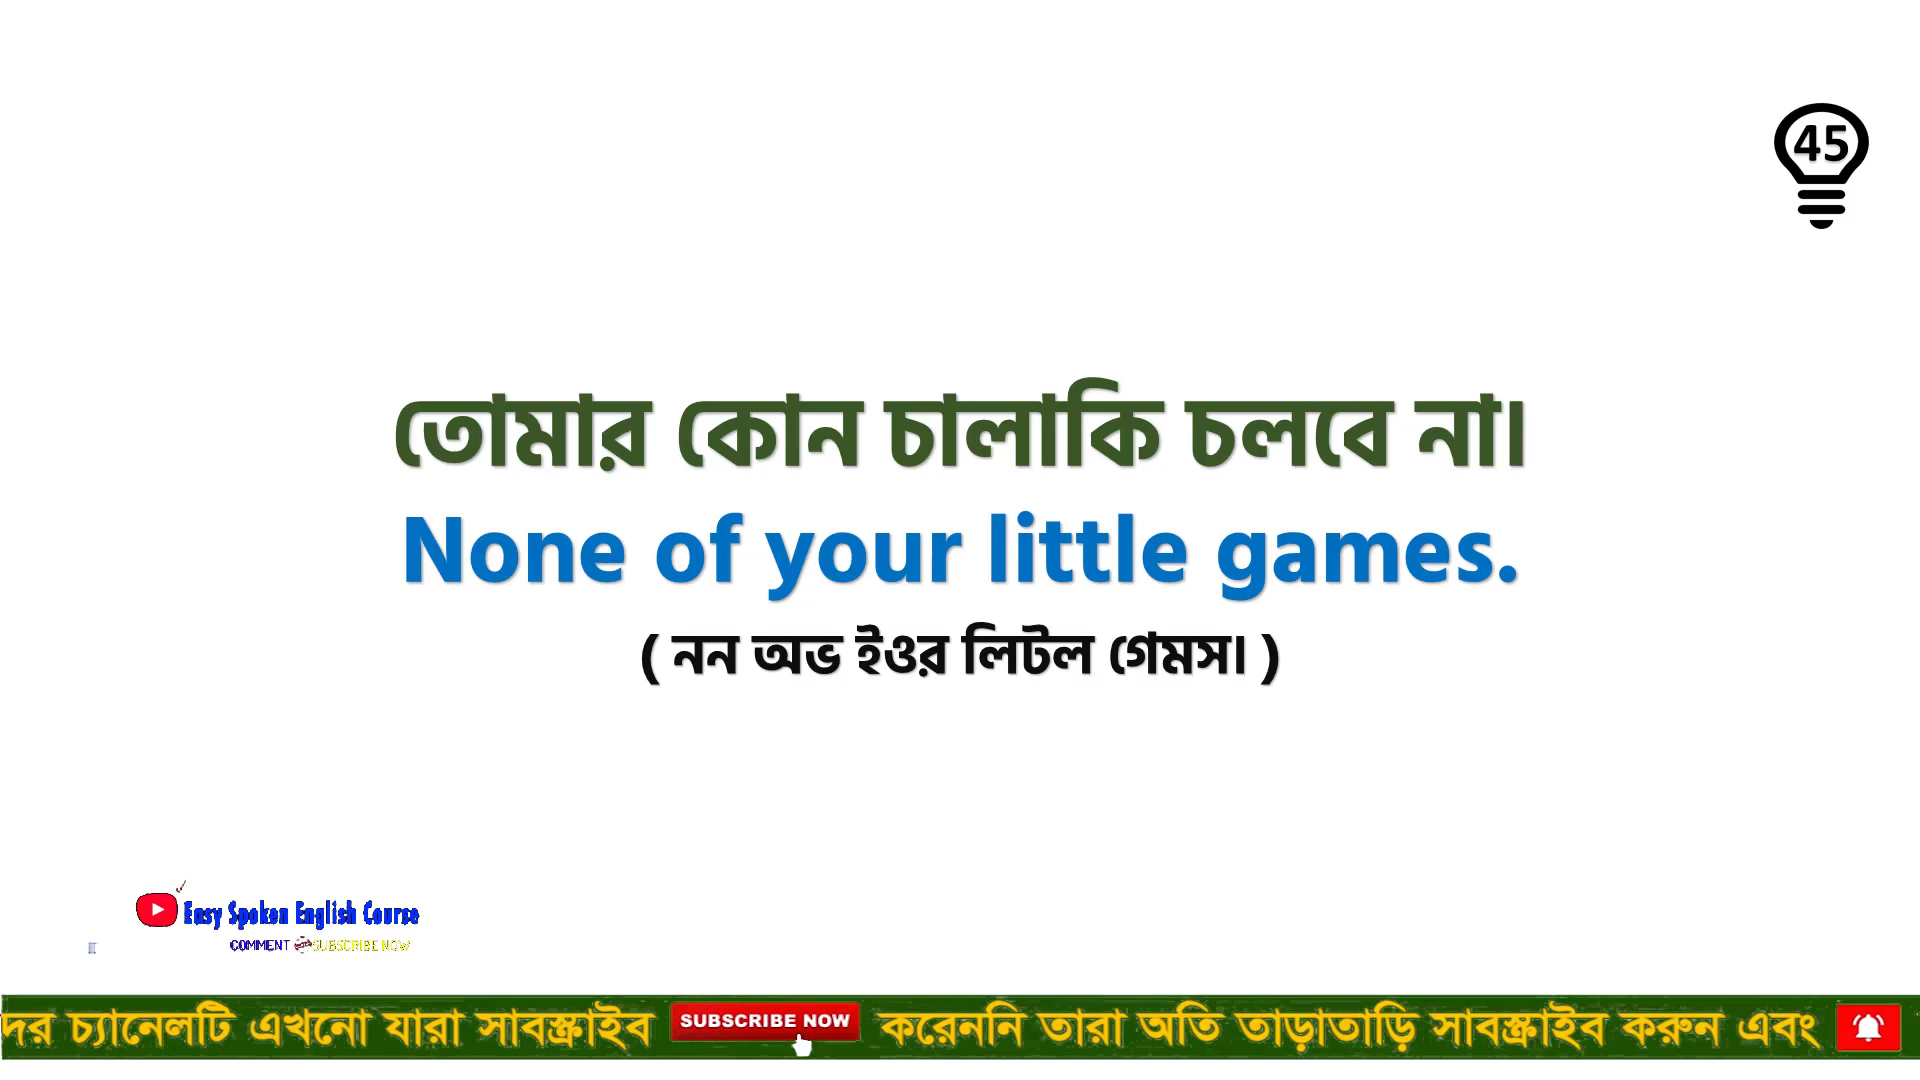 45
তোমার কোন চালাকি চলবে না।
None of your little games.
( নন অভ ইওর লিটল গেমস। )
Easy Spoken English Course
COMMENT SUBSCRIBE NOW
দর চ্যানেলটি এখনো যারা সাবস্ক্রাইব SUBSCRIBE NOW করেননি তারা অতি তাড়াতাড়ি সাবস্ক্রাইব করুন এবং